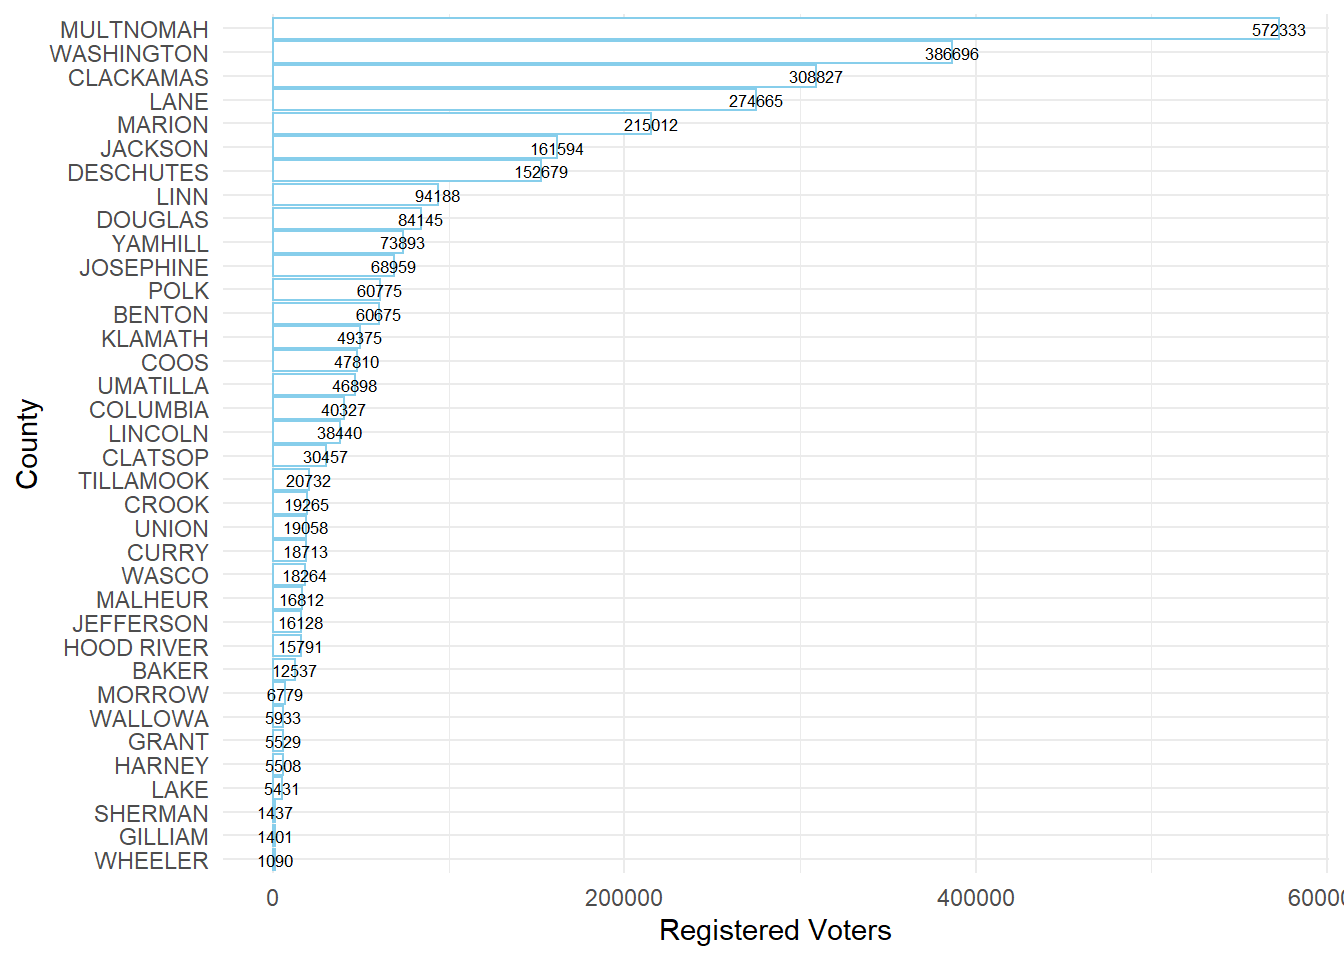 MULTNOMAH 572333
WASHINGTON 386696
CLACKAMAS 308827
LANE 274665
MARION 215012
JACKSON 161594
DESCHUTES 152679
LINN 94188
DOUGLAS 84145
YAMHILL 73893
JOSEPHINE 68959
POLK 60775
BENTON 60675
KLAMATH 49375
COOS 47810
UMATILLA 46898
COLUMBIA 40327
LINCOLN 38440
CLATSOP 30457
TILLAMOOK 20732
CROOK 19265
UNION 19058
CURRY 18713
WASCO 18264
MALHEUR 16812
JEFFERSON 16128
HOOD RIVER 15791
BAKER 12537
MORROW 6779
WALLOWA 5933
GRANT 5529
HARNEY 5508
LAKE 5431
SHERMAN 1437
GILLIAM 1401
WHEELER 1090
County
0 200000 400000
Registered Voters